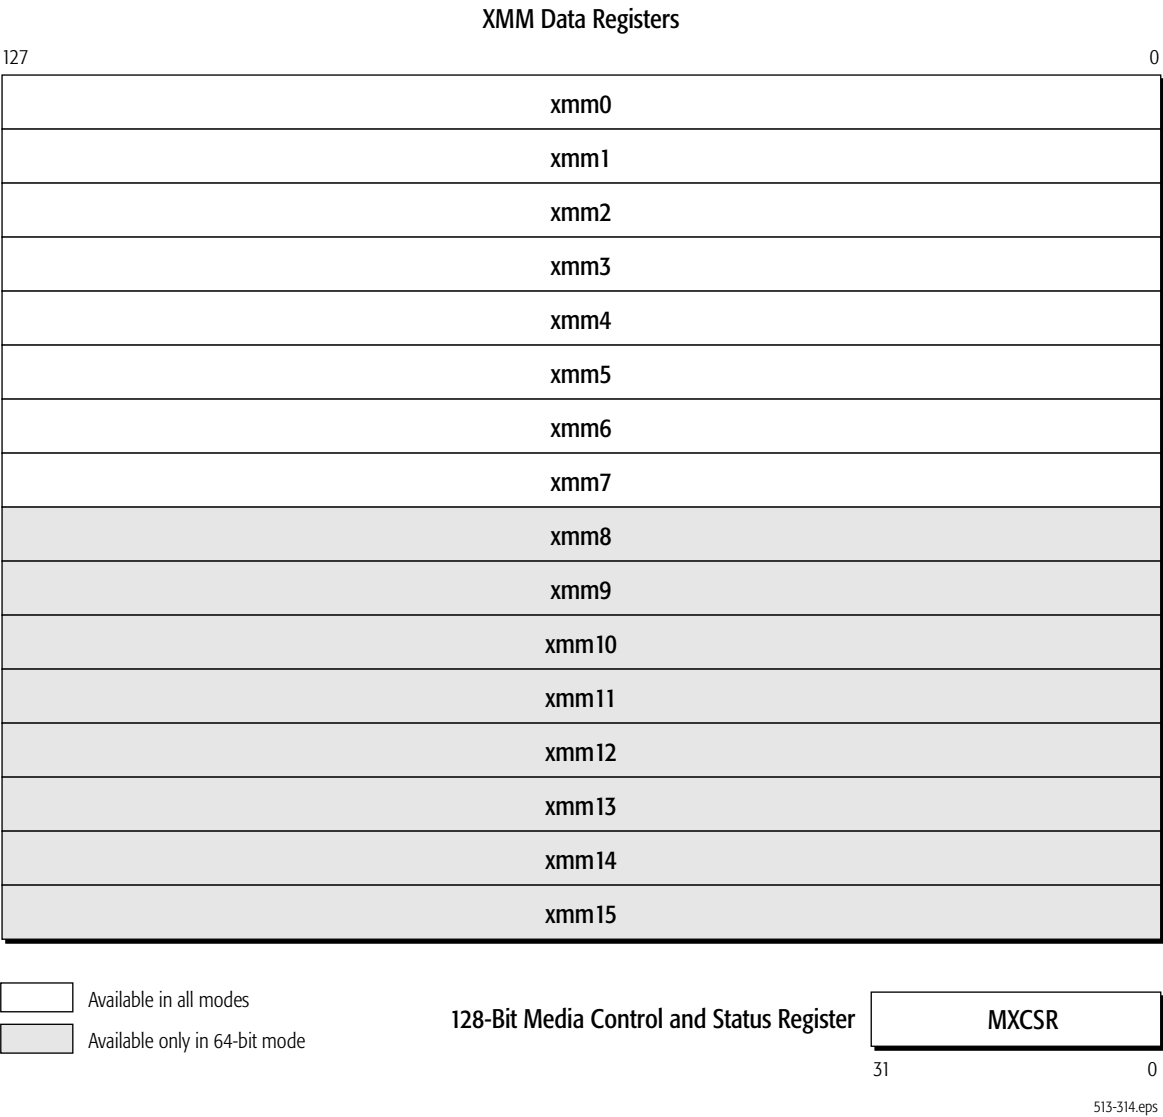 XMM Data Registers
127 0
xmm0
xmm1
xmm2
xmm3
xmm4
xmm5
xmm6
xmm7
xmm8
xmm9
xmm10
xmm11
xmm12
xmm13
xmm14
xmm15
Available in all modes
Available only in 64-bit mode
128-Bit Media Control and Status Register MXCSR
31 0
513-314.eps